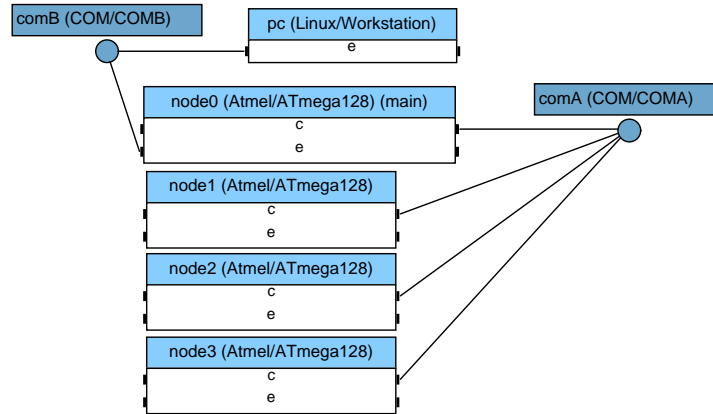 comB (COM/COMB)
pc (Linux/Workstation)
e
node0 (Atmel/ATmega128) (main)
c
e
comA (COM/COMA)
node1 (Atmel/ATmega128)
c
e
node2 (Atmel/ATmega128)
c
e
node3 (Atmel/ATmega128)
c
e